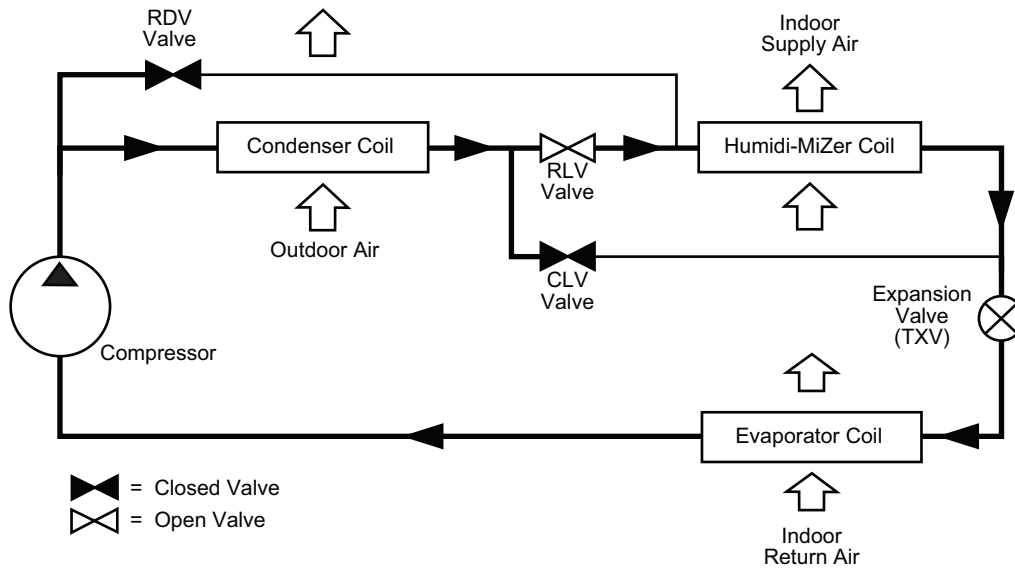 RDV
Valve
Indoor
Supply Air
Condenser Coil
Humidi-MiZer Coil
RLV
Valve
Outdoor Air
CLV
Valve
Expansion
Valve
(TXV)
Compressor
Evaporator Coil
= Closed Valve
= Open Valve
Indoor
Return Air